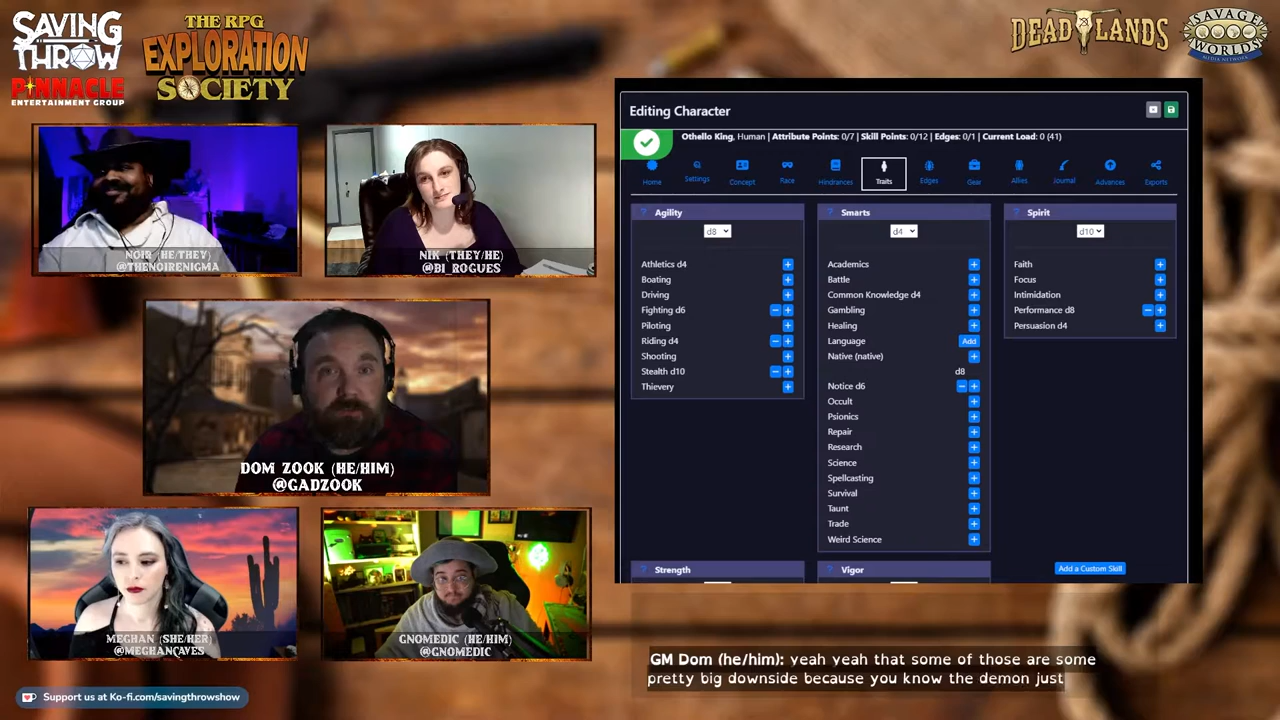 SAVING
THROW
PINNACLE
ENTERTAINMENT GROUP
THE RPG
EXPLORATION
SOCIETY
DEADLANDS
SAVAGE
WORLDS
MEDIA NETWORK
NOIR (HE/THEY)
@THENOIRENIGMA
NIK (THEY/HE)
@BI_ROGUES
DOM ZOOK (HE/HIM)
@GADZOOK
MEGHAN (SHE/HER)
@MEGHANCAVES
GNOMEDIC (HE/HIM)
@GNOMEDIC
Support us at Ko-fi.com/savingthrowshow
Editing Character
Othello King, Human | Attribute Points: 0/7 | Skill Points: 0/12 | Edges: 0/1 | Current Load: 0 (41)
Home Settings Concept Race Hindrances Traits Edges Gear Allies Journal Advances Exports
? Agility
d8
Athletics d4 +
Boating +
Driving +
Fighting d6 − +
Piloting +
Riding d4 − +
Shooting +
Stealth d10 − +
Thievery +
? Smarts
d4
Academics +
Battle +
Common Knowledge d4 +
Gambling +
Healing +
Language Add
Native (native) +
d8
Notice d6 − +
Occult +
Psionics +
Repair +
Research +
Science +
Spellcasting +
Survival +
Taunt +
Trade +
Weird Science +
? Spirit
d10
Faith +
Focus +
Intimidation +
Performance d8 − +
Persuasion d4 +
? Strength
? Vigor
Add a Custom Skill
GM Dom (he/him): yeah yeah that some of those are some
pretty big downside because you know the demon just